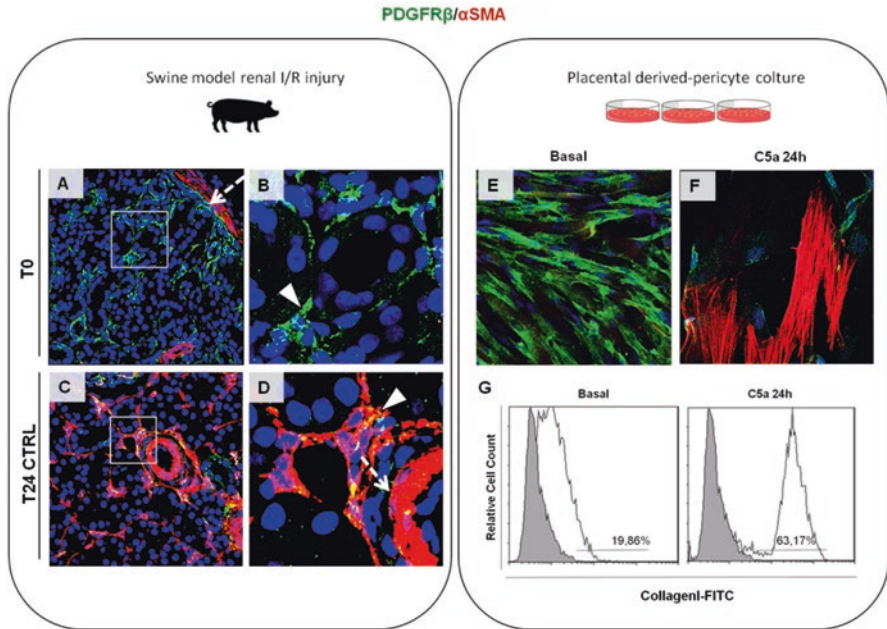 PDGFRβ/αSMA
Swine model renal I/R injury
A
B
T0
C
D
T24 CTRL
Placental derived-pericyte colture
Basal
C5a 24h
E
F
G
Basal
C5a 24h
Relative Cell Count
19,86%
63,17%
CollagenI-FITC